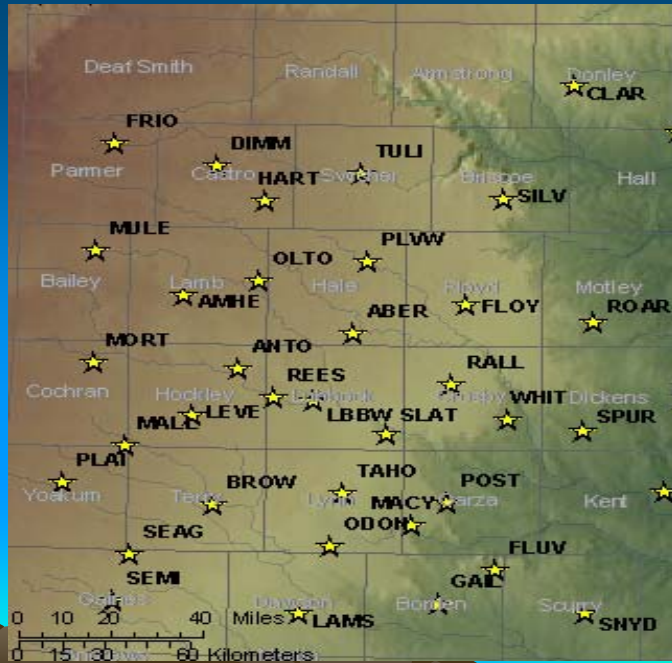 Deaf Smith Randall Armstrong Donley
CLAR
FRIO
DIMM TULI
Parmer Castro Swisher Briscoe Hall
HART SILV
MULE
OLTO PLVW
Bailey Lamb Hale Floyd Motley
AMHE FLOY
ABER ROAR
MORT ANTO
REES RALL
Cochran Hockley Lubbock Crosby WHIT Dickens
MALL LEVE LBBW SLAT SPUR
PLAI
BROW TAHO POST
Yoakum Terry Lynn MACY Garza Kent
SEAG ODON
FLUV
SEMI GAIL
Gaines Dawson Borden Scurry
0 10 20 40 Miles LAMS SNYD
0 15 30 60 Kilometers